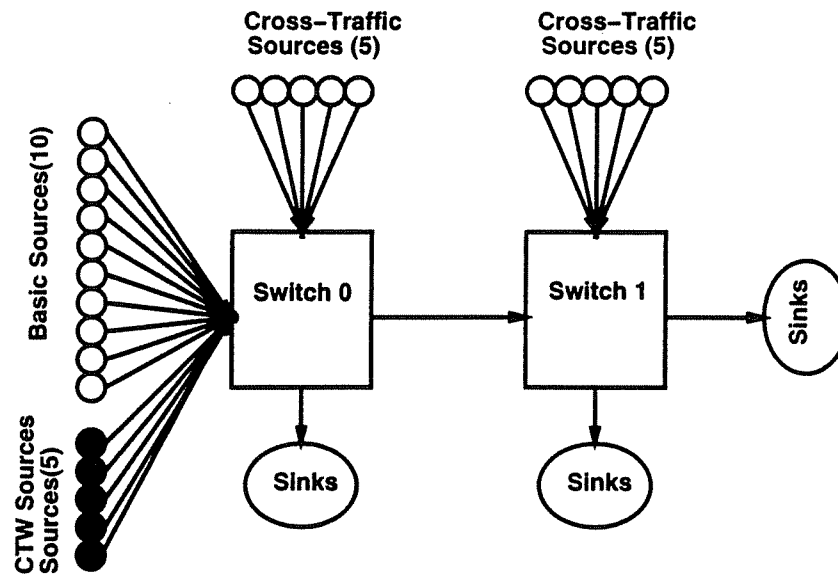 Cross-Traffic
Sources (5)
Cross-Traffic
Sources (5)
Basic Sources(10)
Switch 0
Switch 1
Sinks
CTW Sources
Sources(5)
Sinks
Sinks